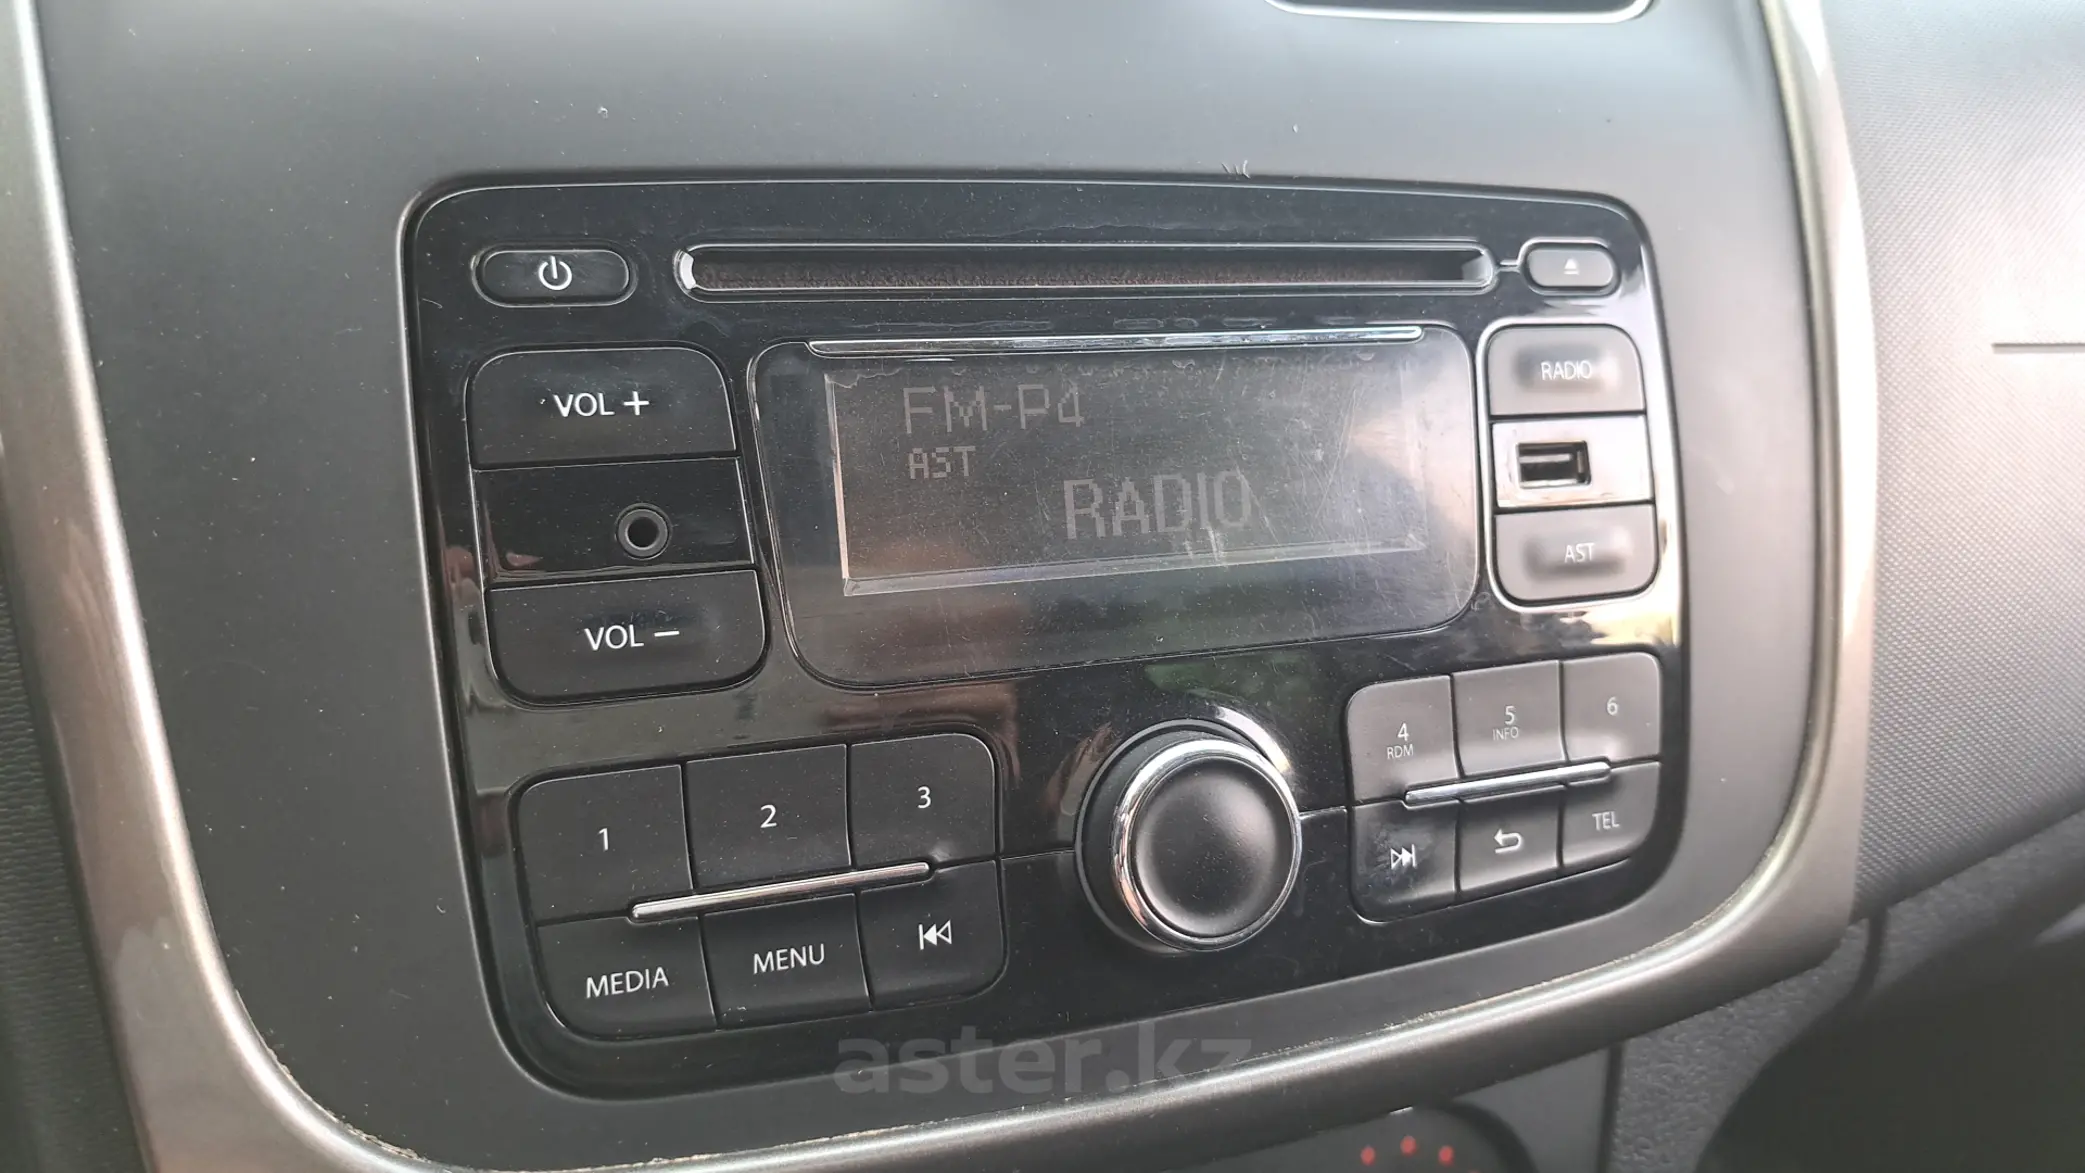 VOL +
FM-P4
AST
RADIO
RADIO
AST
VOL –
1
2
3
4
RDM
5
INFO
6
MEDIA
MENU
TEL
aster.kz